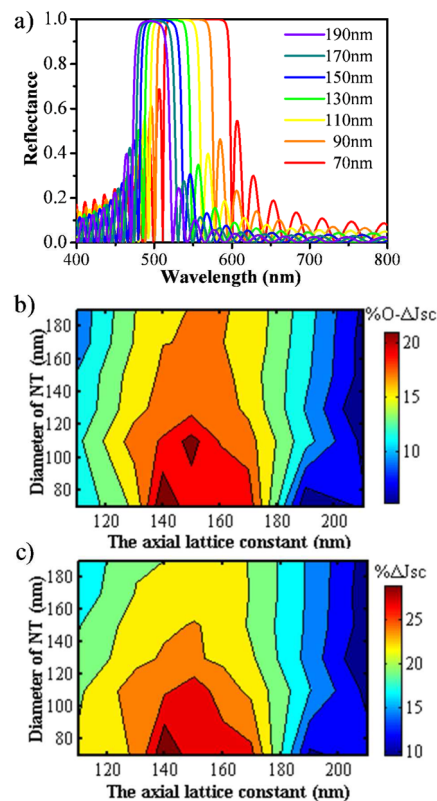 a)
Reflectance
1.0
0.8
0.6
0.4
0.2
0.0
190nm
170nm
150nm
130nm
110nm
90nm
70nm
400 500 600 700 800
Wavelength (nm)
b)
%O-ΔJsc
Diameter of NT (nm)
180
160
140
120
100
80
20
15
10
120 140 160 180 200
The axial lattice constant (nm)
c)
%ΔJsc
Diameter of NT (nm)
180
160
140
120
100
80
25
20
15
10
120 140 160 180 200
The axial lattice constant (nm)